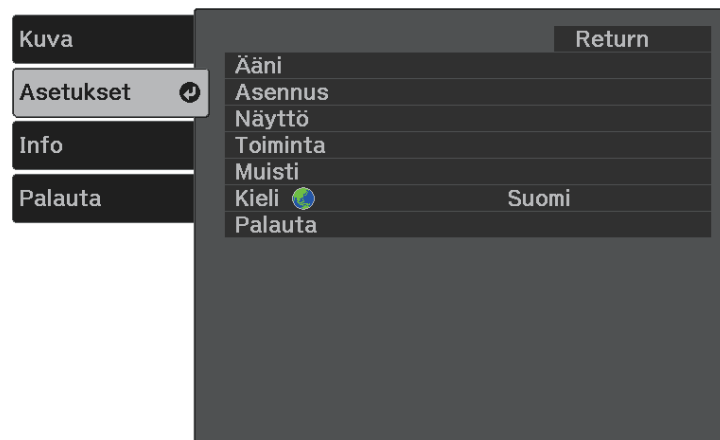 Kuva
Asetukset
Info
Palauta
Return
Ääni
Asennus
Näyttö
Toiminta
Muisti
Kieli Suomi
Palauta